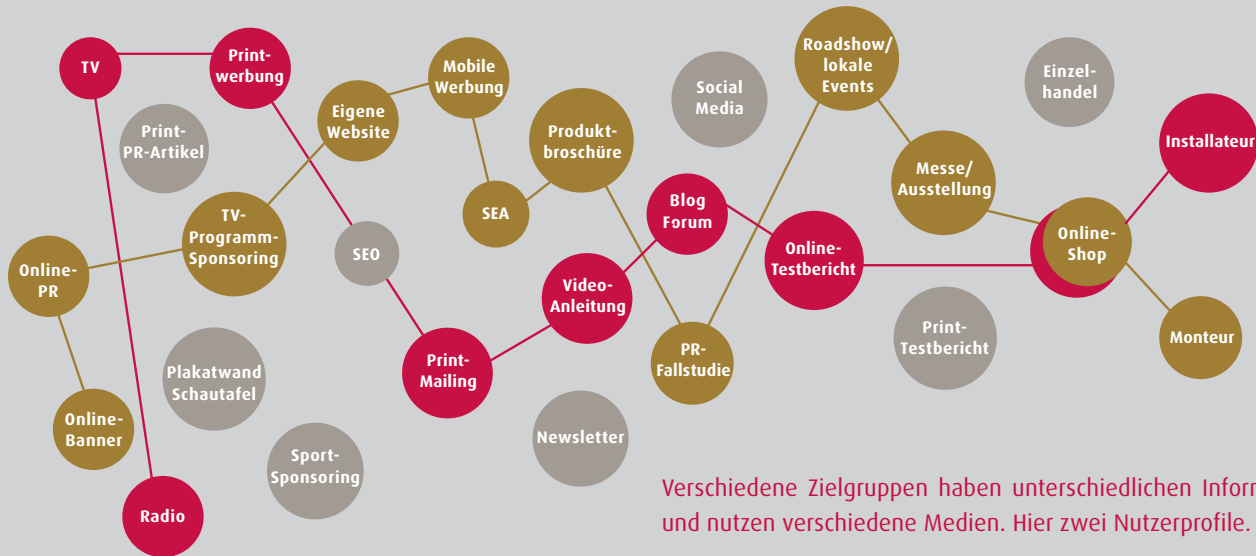 TV
Print-
werbung
Print-
PR-Artikel
Eigene
Website
Mobile
Werbung
Produkt-
broschüre
Social
Media
Roadshow/
lokale
Events
Einzel-
handel
Installateur
Messe/
Ausstellung
Online-
Shop
Blog
Forum
SEA
TV-
Programm-
Sponsoring
SEO
Online-
PR
Online-
Testbericht
Video-
Anleitung
Print-
Testbericht
Monteur
PR-
Fallstudie
Print-
Mailing
Plakatwand
Schautafel
Online-
Banner
Sport-
Sponsoring
Newsletter
Radio
Verschiedene Zielgruppen haben unterschiedlichen
und nutzen verschiedene Medien. Hier zwei Nutzerprofile.